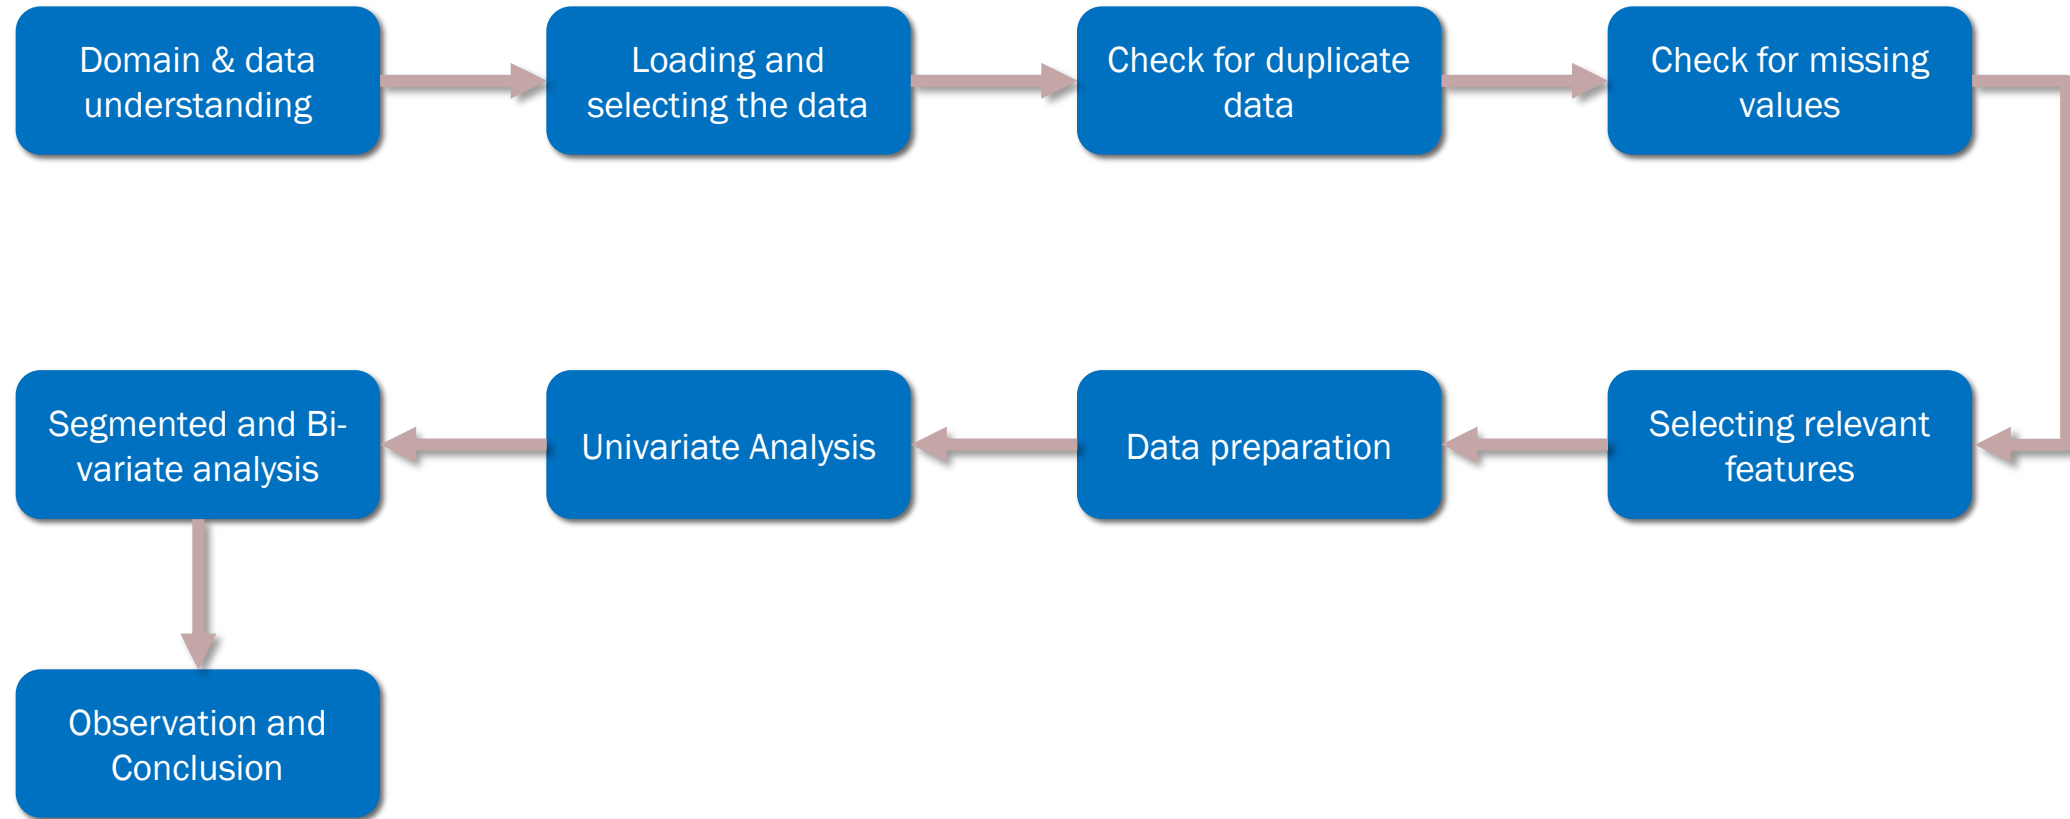 Domain & data
understanding
Loading and
selecting the data
Check for duplicate
data
Check for missing
values
Selecting relevant
features
Data preparation
Univariate Analysis
Segmented and Bi-
variate analysis
Observation and
Conclusion